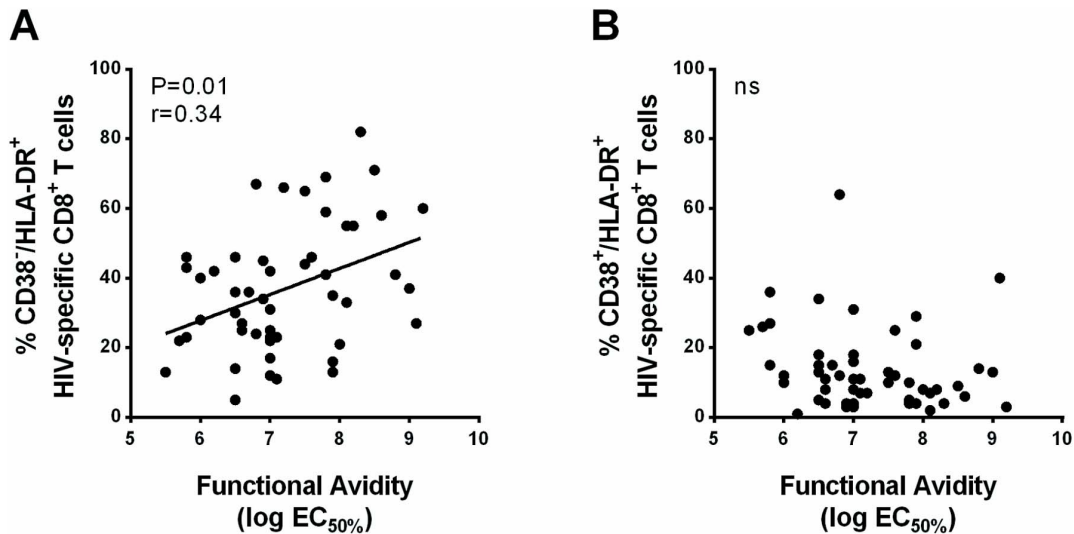 A
P=0.01
r=0.34
100
80
60
40
20
0
5 6 7 8 9 10
% CD38⁻/HLA-DR⁺
HIV-specific CD8⁺ T cells
Functional Avidity
(log EC₅₀%)
B
ns
100
80
60
40
20
0
5 6 7 8 9 10
% CD38⁺/HLA-DR⁺
HIV-specific CD8⁺ T cells
Functional Avidity
(log EC₅₀%)